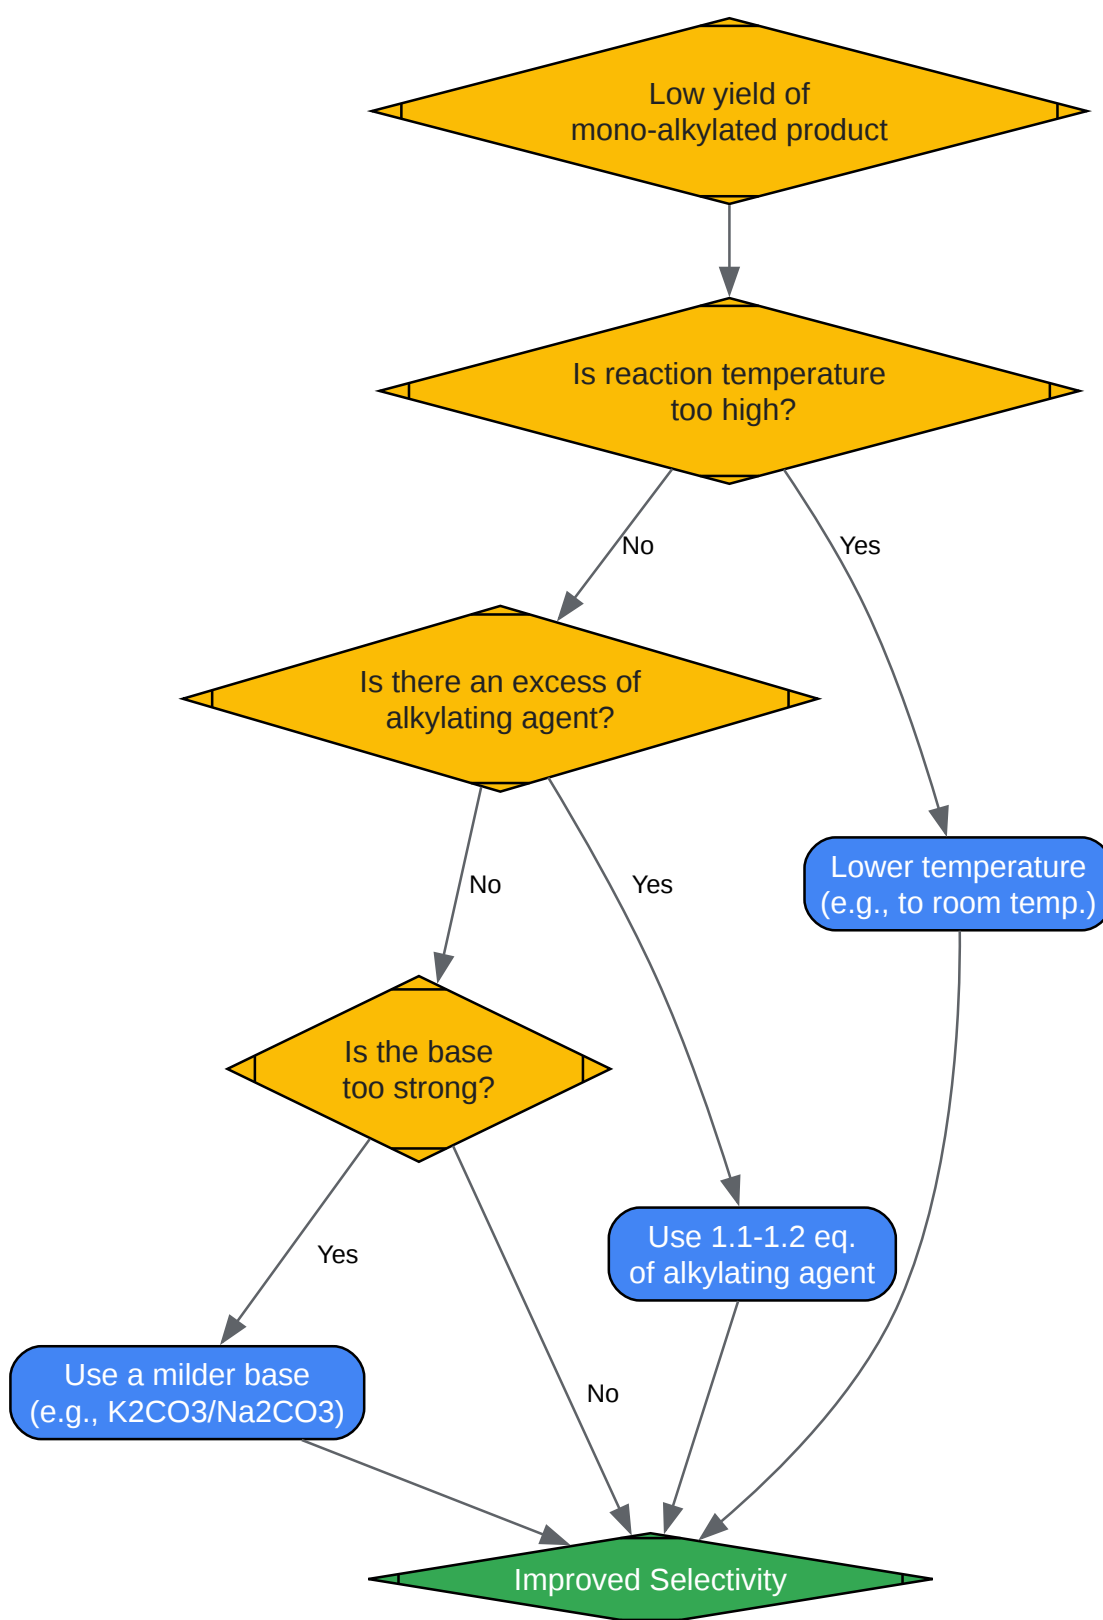 Low yield of
mono-alkylated product
Is reaction temperature
too high?
No
Yes
Is there an excess of
alkylating agent?
Lower temperature
(e.g., to room temp.)
No
Yes
Is the base
too strong?
Use 1.1-1.2 eq.
of alkylating agent
Yes
Use a milder base
(e.g., K2CO3/Na2CO3)
No
Improved Selectivity